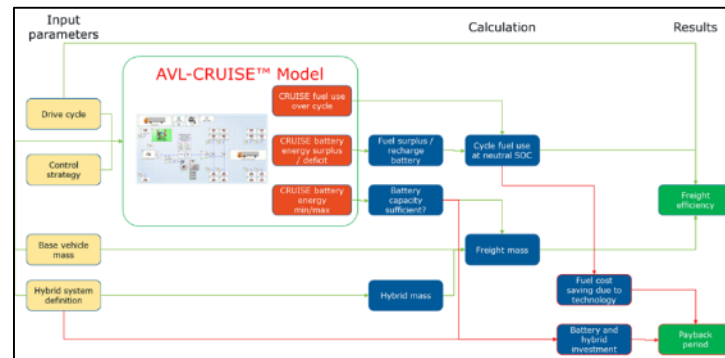 Input
parameters
Calculation
Results
AVL-CRUISE™ Model
Drive cycle
Control
strategy
Base vehicle
mass
Hybrid system
definition
CRUISE fuel use
over cycle
CRUISE battery
energy surplus
/ deficit
CRUISE battery
energy
min/max
Fuel surplus /
recharge
battery
Battery
capacity
sufficient?
Hybrid mass
Cycle fuel use
at neutral SOC
Freight mass
Fuel cost
saving due to
technology
Battery and
hybrid
investment
Freight
efficiency
Payback
period